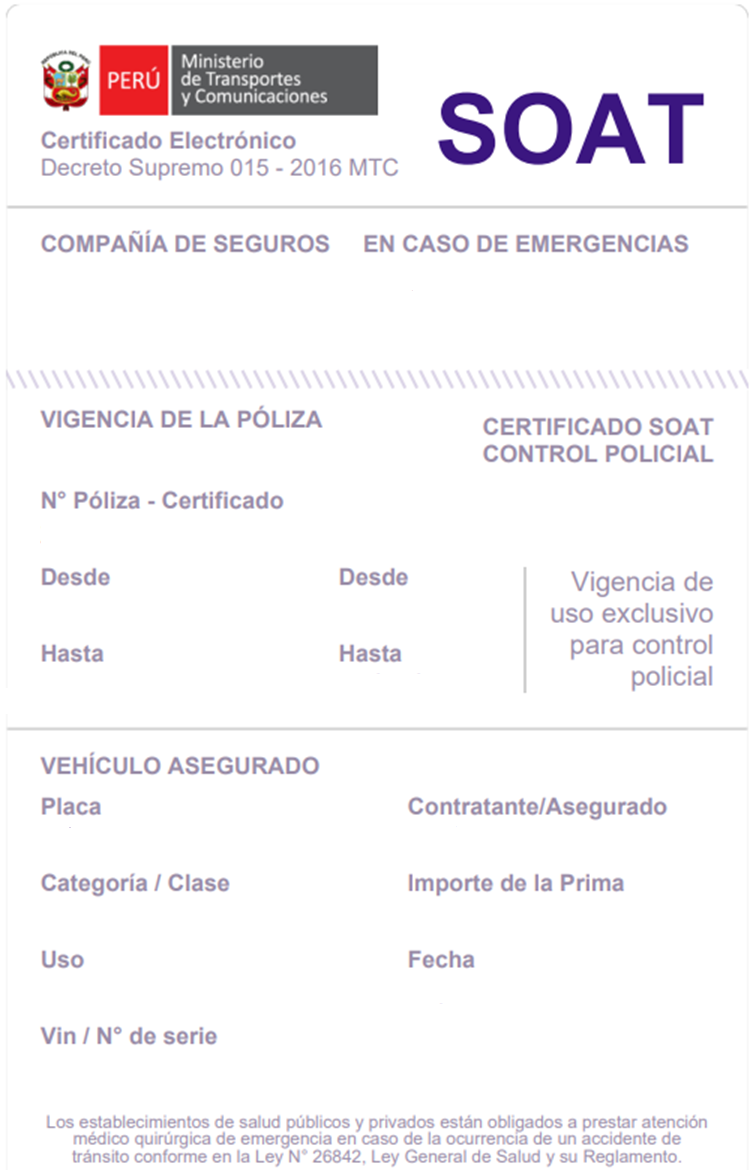 PERÚ
Ministerio
de Transportes
y Comunicaciones
SOAT
Certificado Electrónico
Decreto Supremo 015 - 2016 MTC
COMPAÑÍA DE SEGUROS
EN CASO DE EMERGENCIAS
VIGENCIA DE LA PÓLIZA
CERTIFICADO SOAT
CONTROL POLICIAL
N° Póliza - Certificado
Desde
Desde
Hasta
Hasta
Vigencia de
uso exclusivo
para control
policial
VEHÍCULO ASEGURADO
Placa
Contratante/Asegurado
Categoría / Clase
Importe de la Prima
Uso
Fecha
Vin / N° de serie
Los establecimientos de salud públicos y privados están obligados a prestar atención
médico quirúrgica de emergencia en caso de la ocurrencia de un accidente de
tránsito conforme en la Ley N° 26842, Ley General de Salud y su Reglamento.